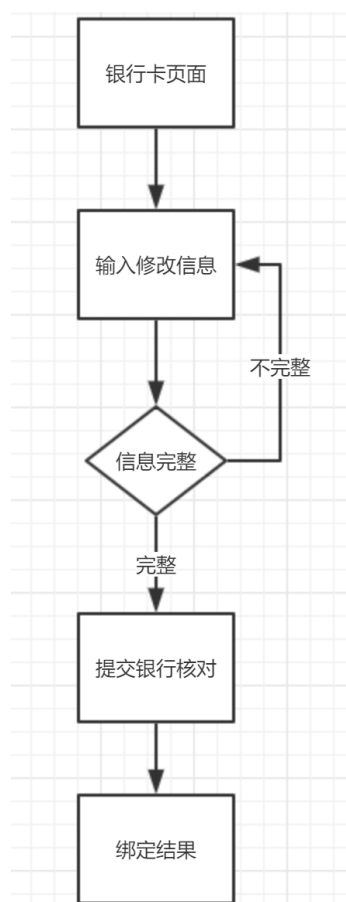 银行卡页面
输入修改信息
不完整
信息完整
完整
提交银行核对
绑定结果